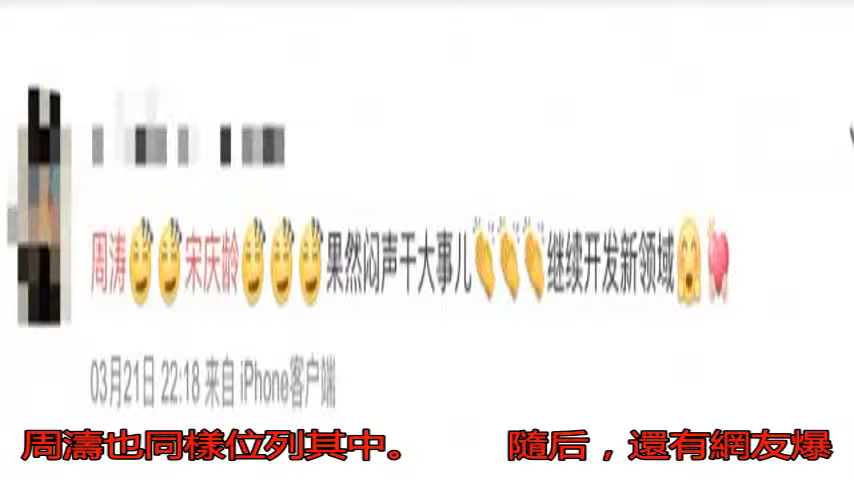 周涛宋庆龄果然闷声干大事儿继续开发新领域
03月21日 22:18 来自 iPhone客户端
周濤也同樣位列其中。 隨后，還有網友爆